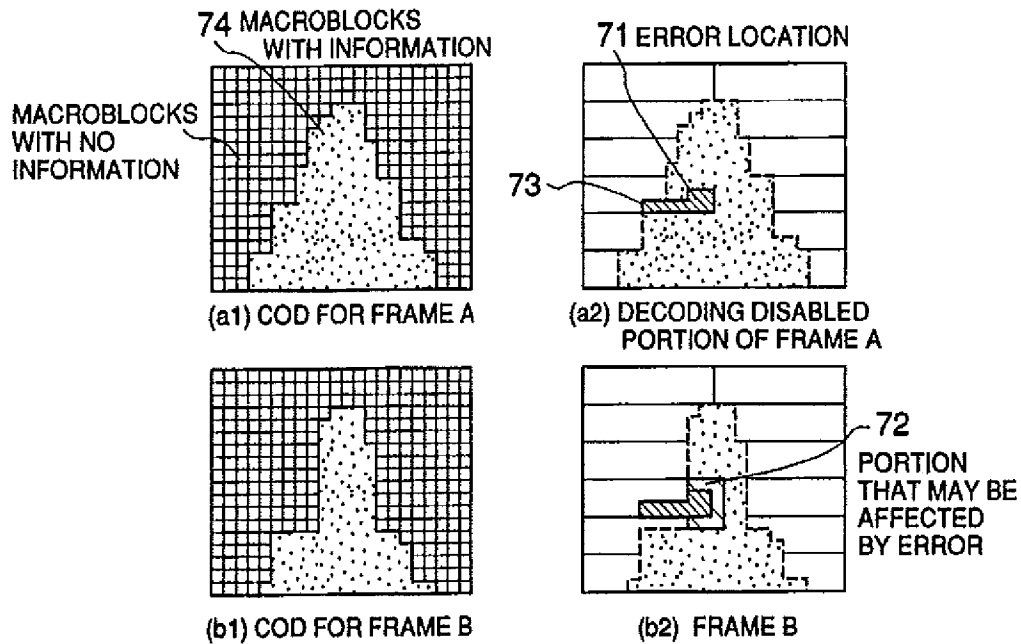 74 MACROBLOCKS
WITH INFORMATION
MACROBLOCKS
WITH NO
INFORMATION
(a1) COD FOR FRAME A
71 ERROR LOCATION
73
(a2) DECODING DISABLED
PORTION OF FRAME A
(b1) COD FOR FRAME B
72
PORTION
THAT MAY BE
AFFECTED
BY ERROR
(b2) FRAME B